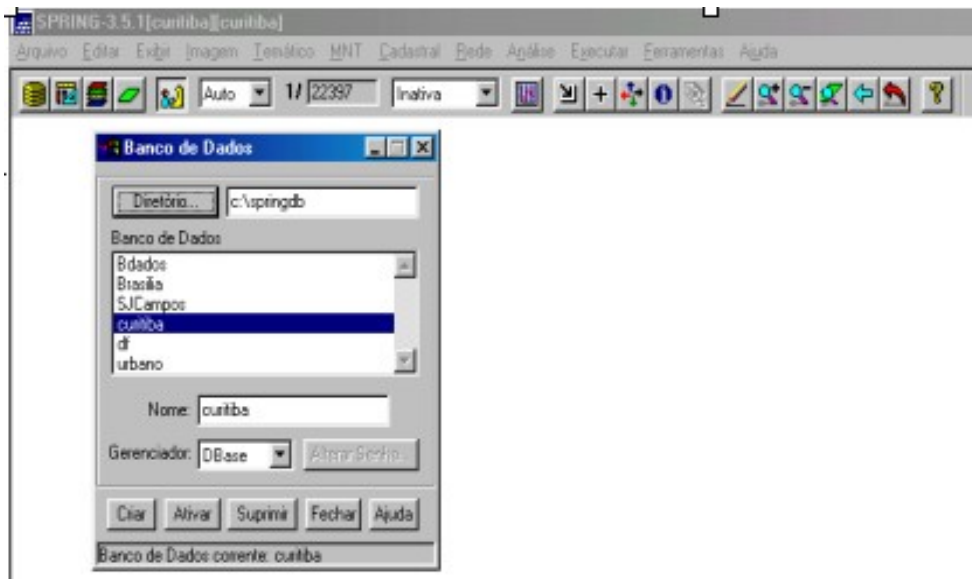 SPRING-3.5.1[curitiba][curitiba]
Arquivo Editar Exibir Imagem Temático MNT Cadastral Rede Análise Executar Ferramentas Ajuda
Auto 1/ 22397 Inativa
Banco de Dados
Diretório... c:\springdb
Banco de Dados
Bdados
Brasilia
SJCampos
curitiba
df
urbano
Nome: curitiba
Gerenciador: DBase Alterar Senha...
Criar Ativar Suprimir Fechar Ajuda
Banco de Dados corrente: curitiba